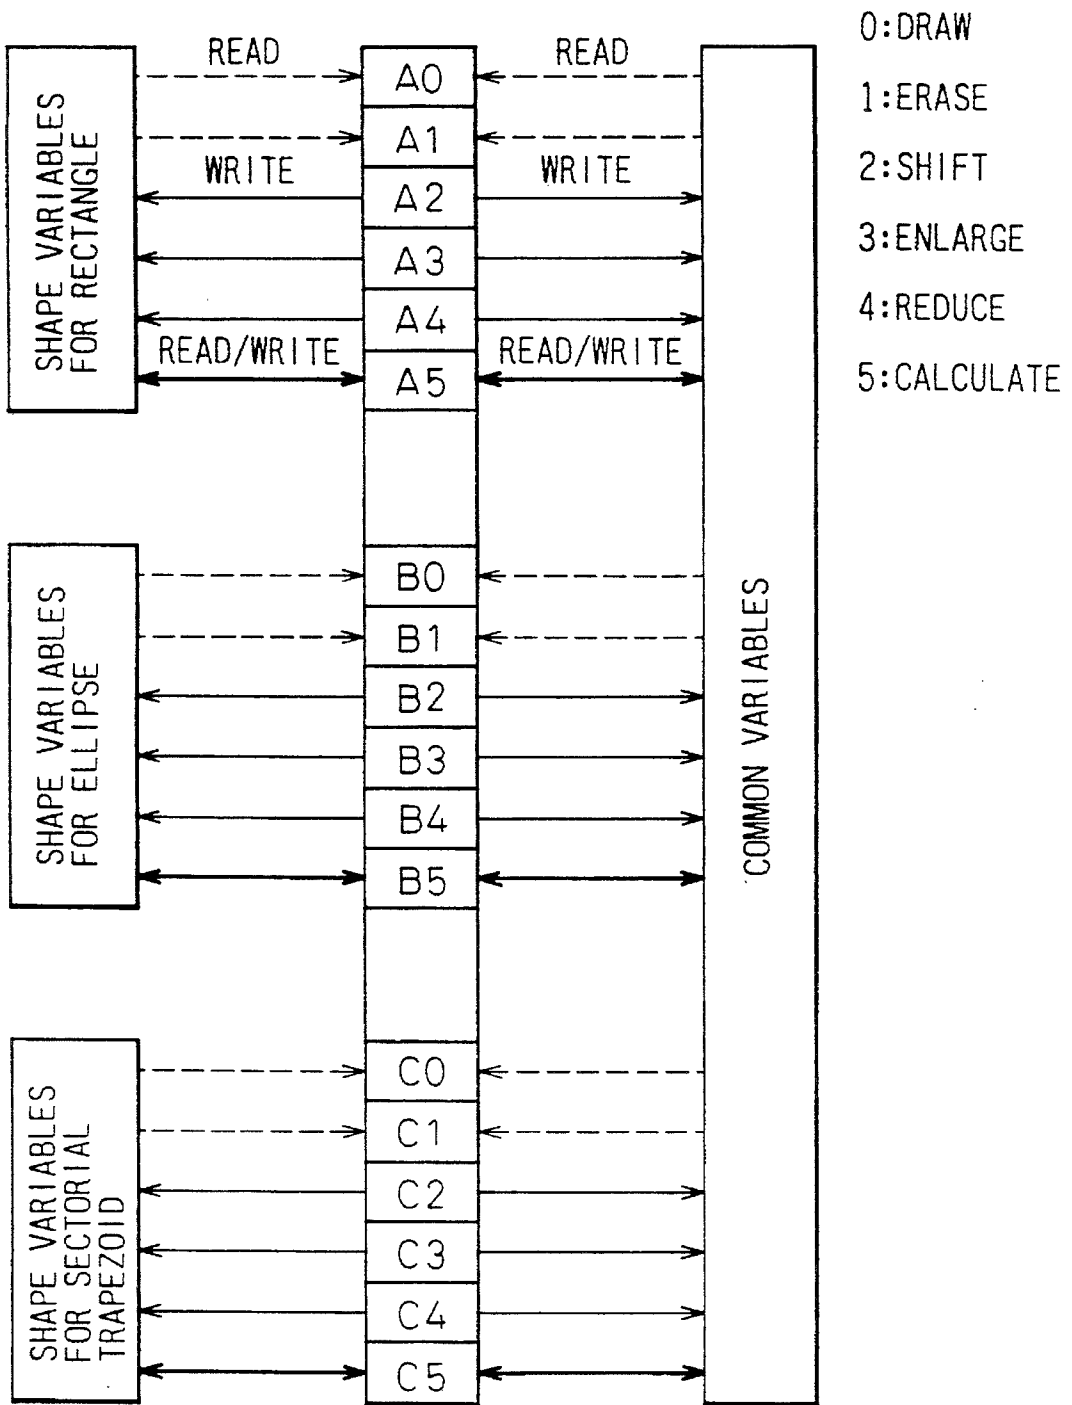 0:DRAW
1:ERASE
2:SHIFT
3:ENLARGE
4:REDUCE
5:CALCULATE
SHAPE VARIABLES
FOR RECTANGLE
READ
READ
A0
A1
WRITE
WRITE
A2
A3
A4
READ/WRITE
READ/WRITE
A5
SHAPE VARIABLES
FOR ELLIPSE
B0
B1
B2
B3
B4
B5
SHAPE VARIABLES
FOR SECTORIAL
TRAPEZOID
C0
C1
C2
C3
C4
C5
COMMON VARIABLES